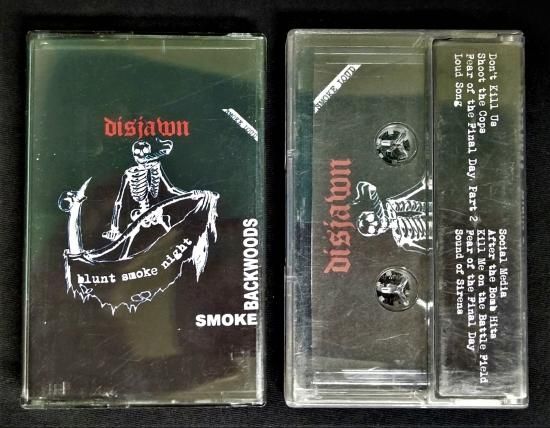 disjawn
blunt smoke night
SMOKE
BACKWOODS
SMOKE LOUD
disjawn
Don't Kill Us
Shoot the Cops
Fear of the Final Day, Part 2
Loud Song
Social Media
After the Bomb Hits
Kill Me on the Battle Field
Fear of the Final Day
Sound of Sirens